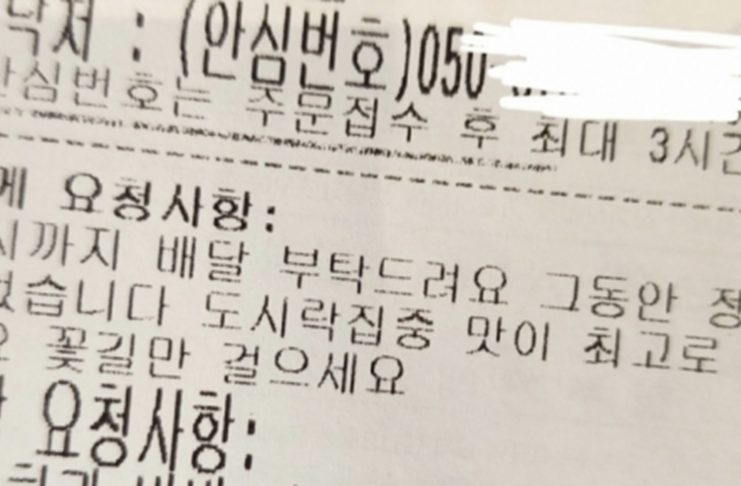 락처 : (안심번호)050
안심번호는 주문접수 후 최대 3시간
게 요청사항:
시까지 배달 부탁드려요 그동안 정
었습니다 도시락집중 맛이 최고로
요 꽃길만 걸으세요
요청사항: